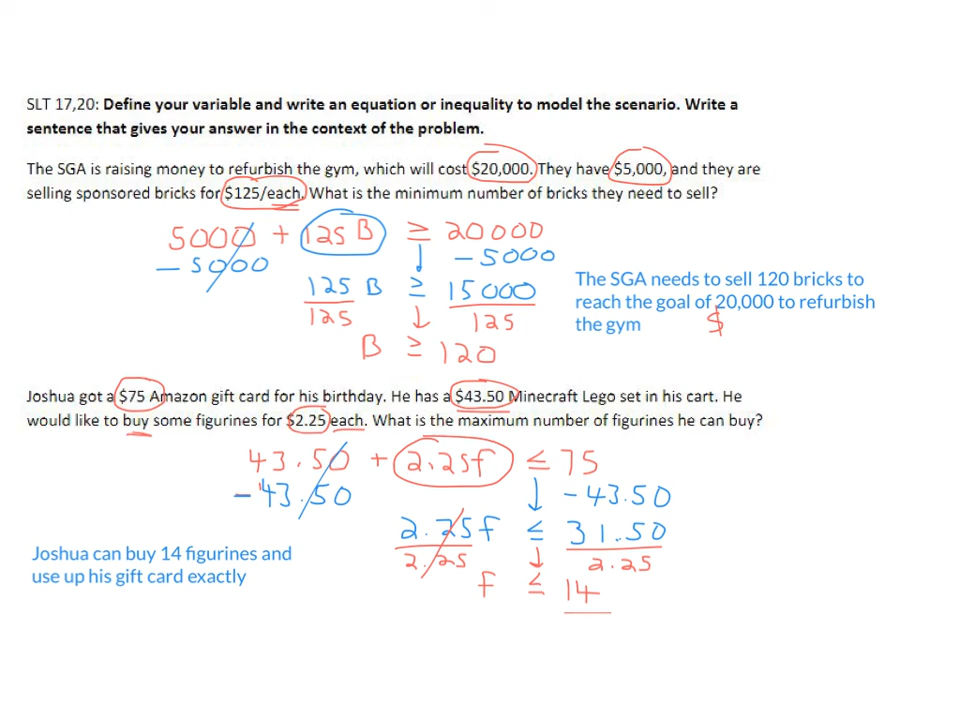 SLT 17,20: Define your variable and write an equation or inequality to model the scenario. Write a
sentence that gives your answer in the context of the problem.
The SGA is raising money to refurbish the gym, which will cost $20,000. They have $5,000, and they are
selling sponsored bricks for $125/each. What is the minimum number of bricks they need to sell?
5000 + 125 B ≥ 20000
- 5000 ↓ - 5000
125 B ≥ 15000
125 ↓ 125
B ≥ 120
The SGA needs to sell 120 bricks to
reach the goal of 20,000 to refurbish
the gym $
Joshua got a $75 Amazon gift card for his birthday. He has a $43.50 Minecraft Lego set in his cart. He
would like to buy some figurines for $2.25 each. What is the maximum number of figurines he can buy?
43.50 + 2.25f ≤ 75
- 43.50 ↓ - 43.50
2.25 f ≤ 31.50
2.25 ↓ 2.25
f ≤ 14
Joshua can buy 14 figurines and
use up his gift card exactly